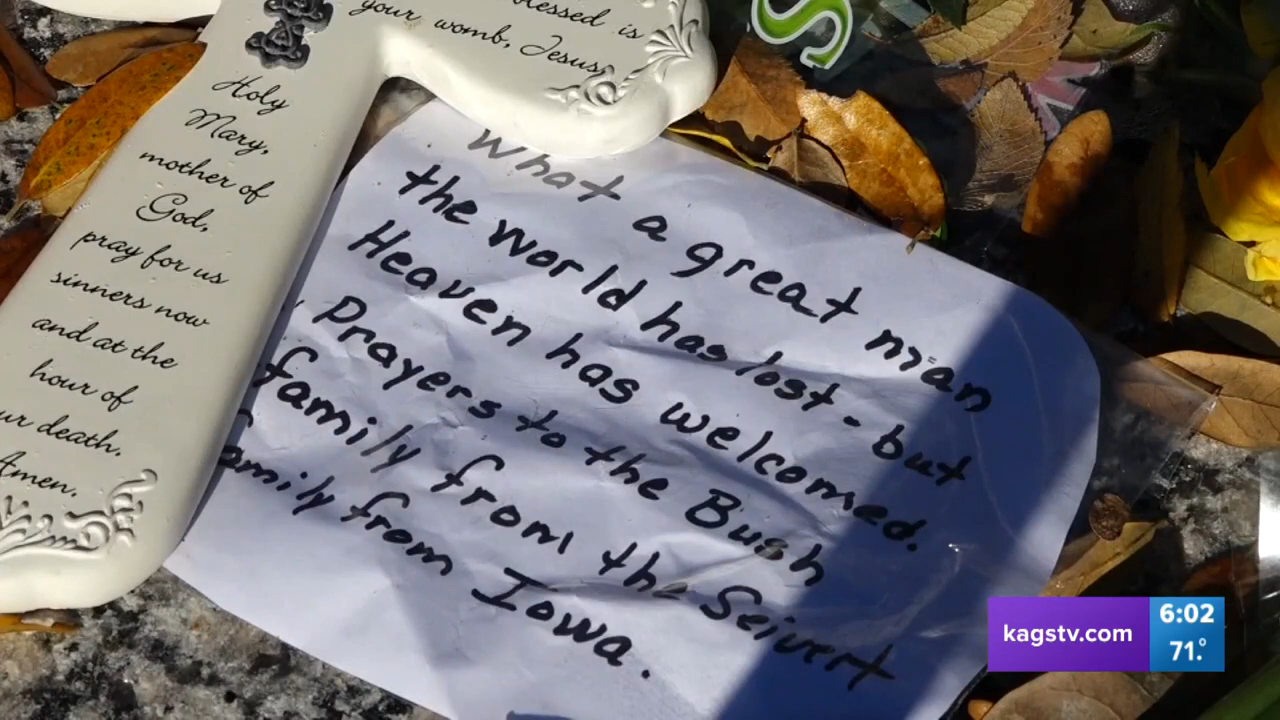 blessed is
your womb, Jesus.
Holy
Mary,
mother of
God,
pray for us
sinners now
and at the
hour of
our death.
Amen.
S
What a great man
the world has lost - but
Heaven has welcomed.
Prayers to the Bush
family from the Seivert
family from Iowa.
kagstv.com
6:02
71.°